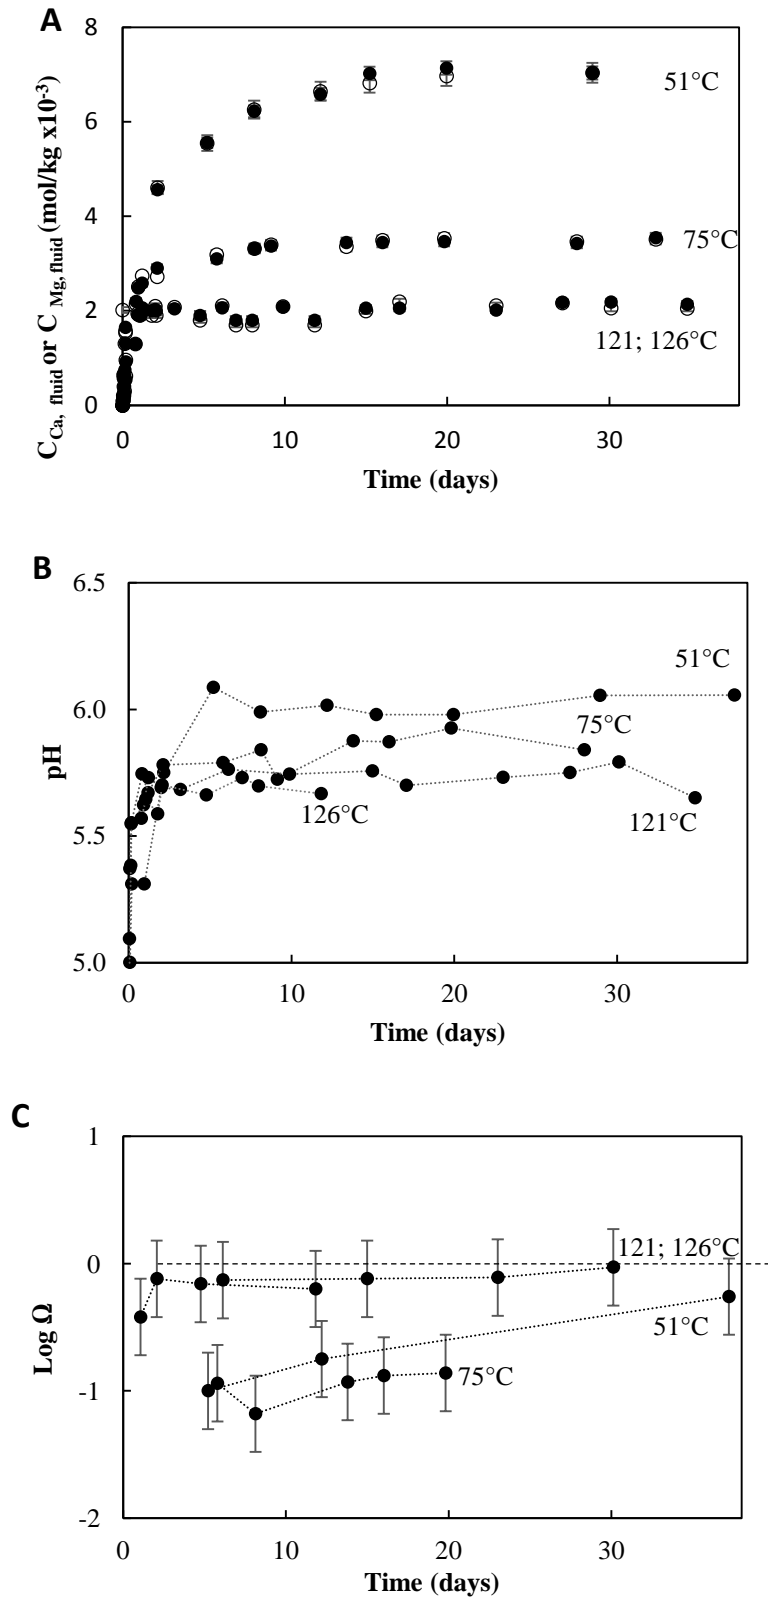 A
8
6
4
2
0
C Ca, fluid or C Mg, fluid (mol/kg x10-3)
51°C
75°C
121; 126°C
0 10 20 30
Time (days)
B
6.5
6.0
5.5
5.0
pH
51°C
75°C
126°C
121°C
0 10 20 30
Time (days)
C
1
0
-1
-2
Log Ω
121; 126°C
51°C
75°C
0 10 20 30
Time (days)